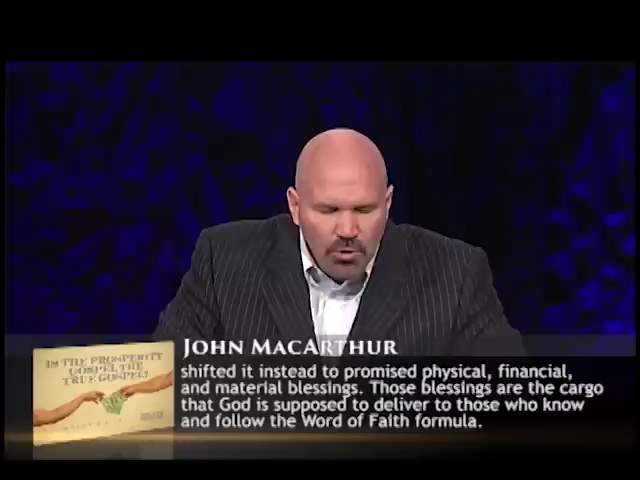 JOHN MACARTHUR
IS THE PROSPERITY
GOSPEL THE
TRUE GOSPEL?
shifted it instead to promised physical, financial,
and material blessings. Those blessings are the cargo
that God is supposed to deliver to those who know
and follow the Word of Faith formula.